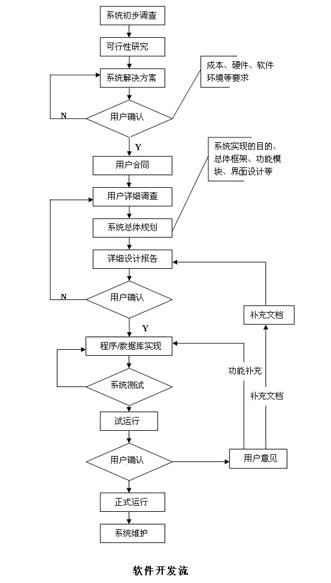 系统初步调查
可行性研究
系统解决方案
成本、硬件、软件
环境等要求
N
用户确认
Y
用户合同
系统实现的目的、
总体框架、功能模
块、界面设计等
用户详细调查
系统总体规划
详细设计报告
N
用户确认
补充文档
Y
程序/数据库实现
功能补充
系统测试
补充文档
试运行
用户确认
用户意见
正式运行
系统维护
软件开发流